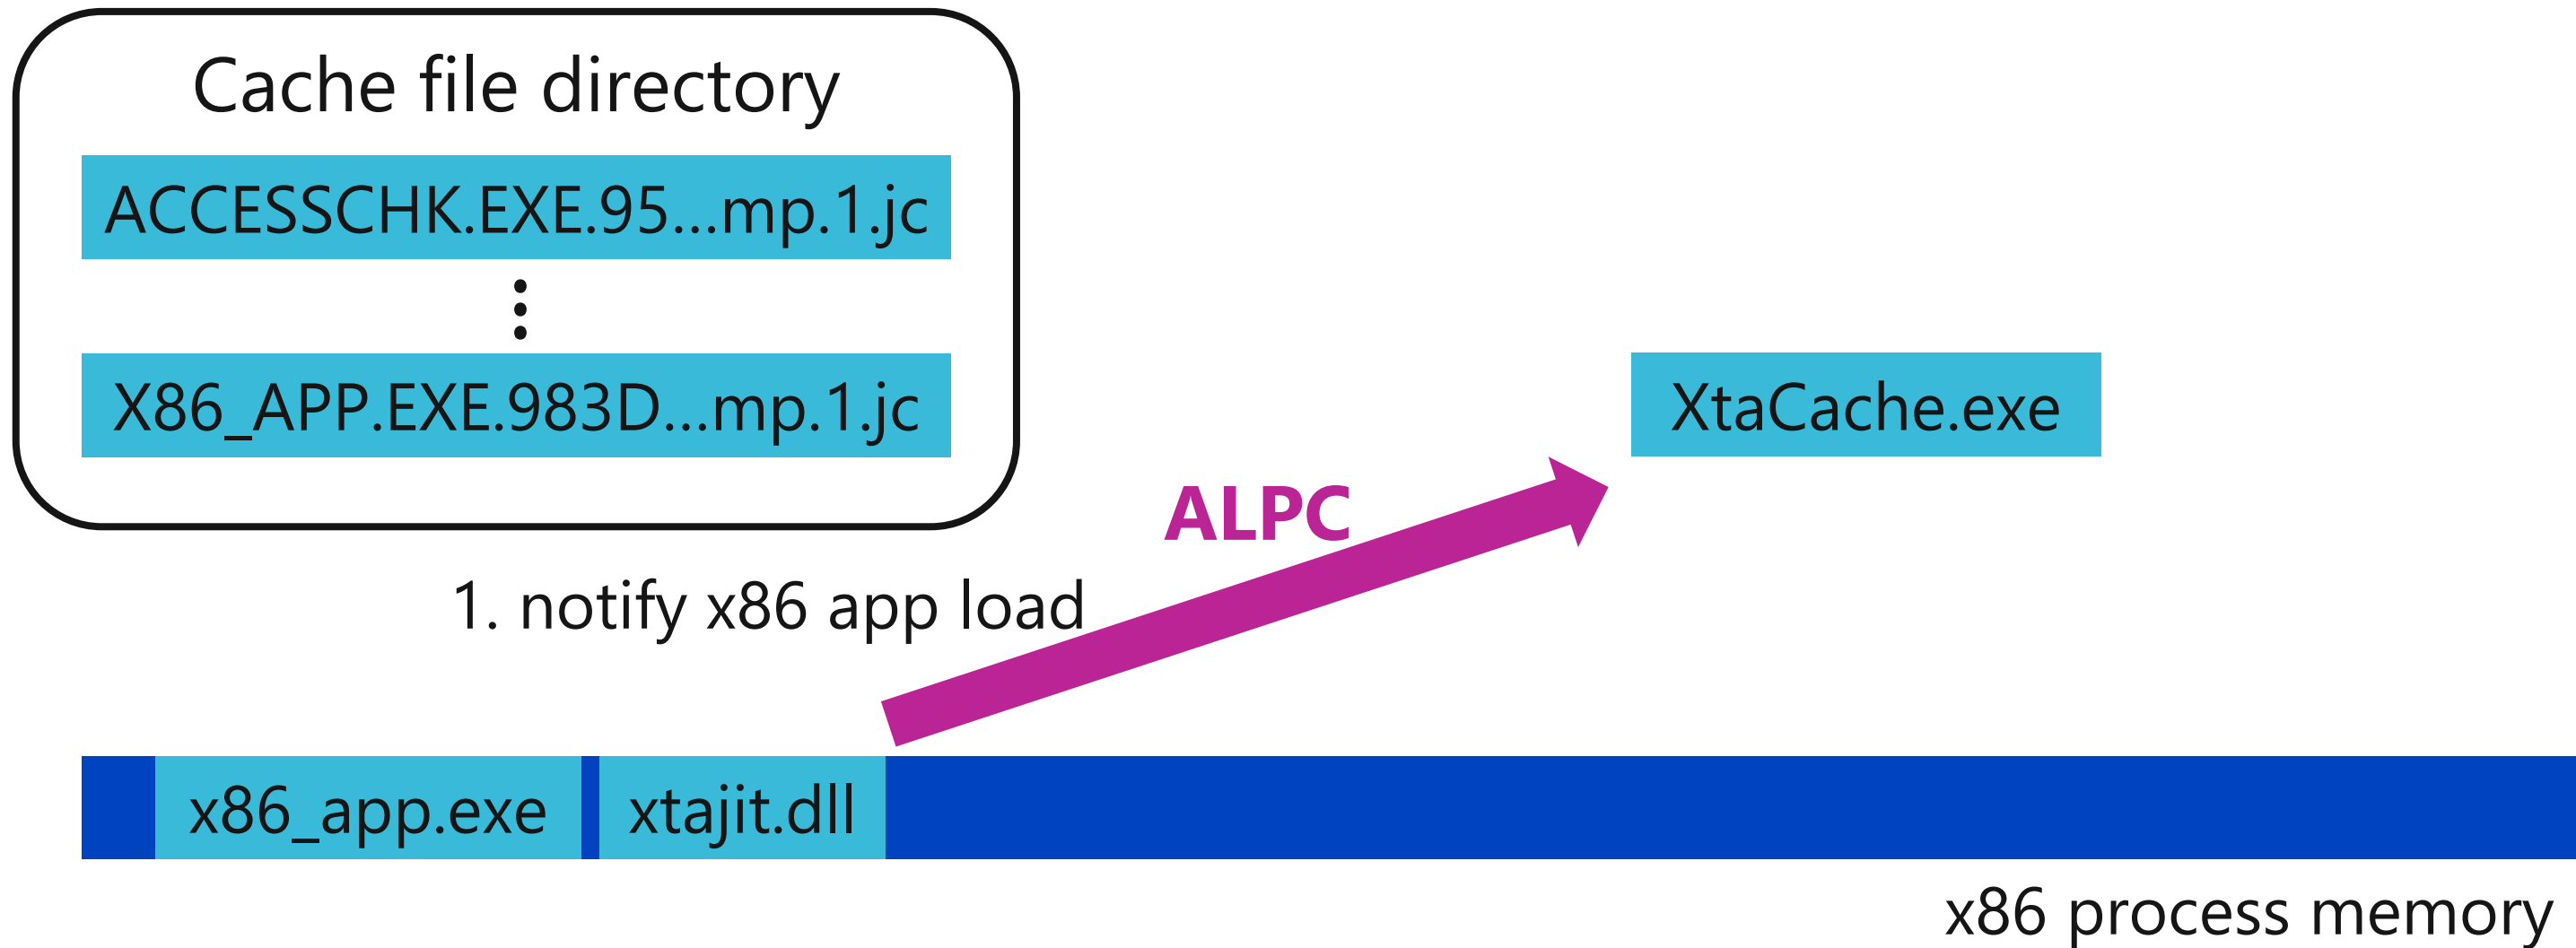 Cache file directory
ACCESSCHK.EXE.95...mp.1.jc
X86_APP.EXE.983D...mp.1.jc
XtaCache.exe
ALPC
1. notify x86 app load
x86_app.exe
xtajit.dll
x86 process memory